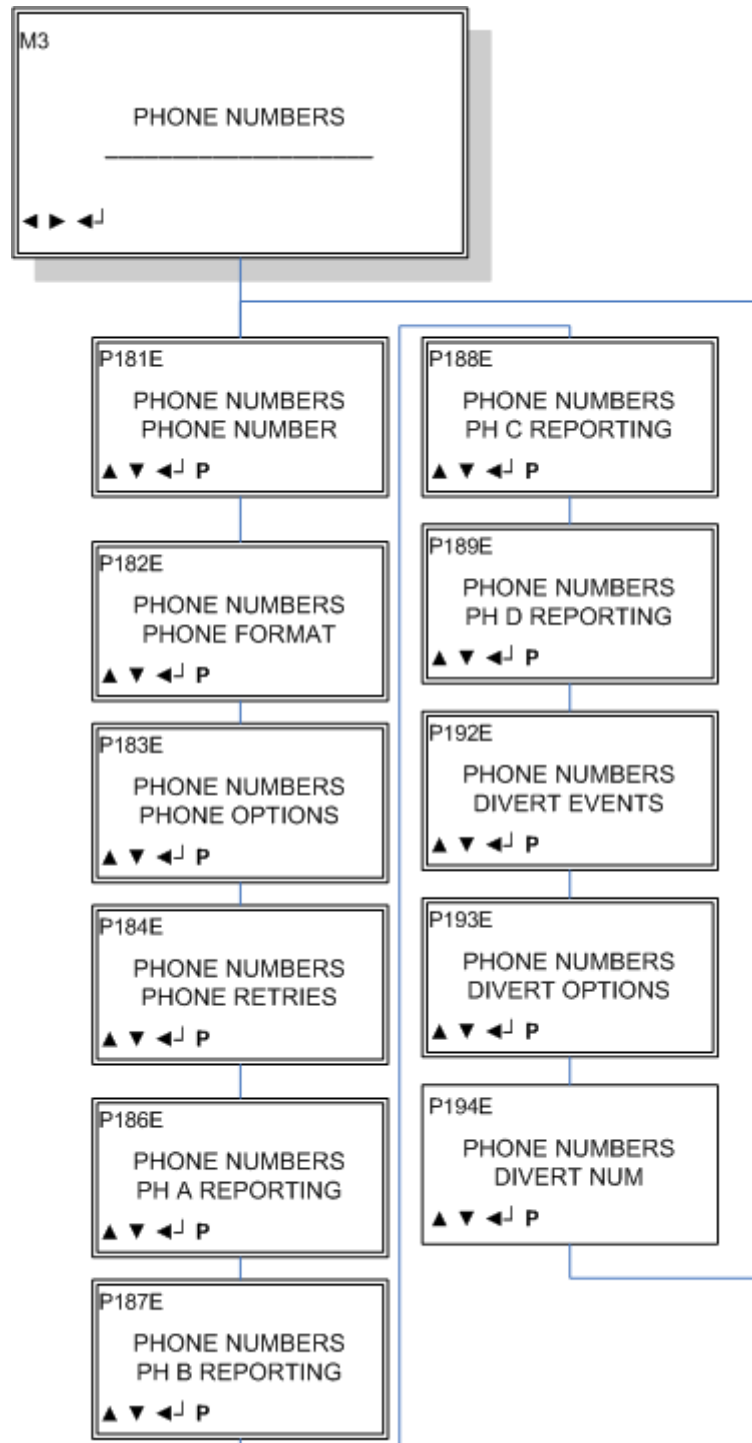 M3
PHONE NUMBERS
____________________
◄ ► ◄┘
P181E
PHONE NUMBERS
PHONE NUMBER
▲ ▼ ◄┘ P
P182E
PHONE NUMBERS
PHONE FORMAT
▲ ▼ ◄┘ P
P183E
PHONE NUMBERS
PHONE OPTIONS
▲ ▼ ◄┘ P
P184E
PHONE NUMBERS
PHONE RETRIES
▲ ▼ ◄┘ P
P186E
PHONE NUMBERS
PH A REPORTING
▲ ▼ ◄┘ P
P187E
PHONE NUMBERS
PH B REPORTING
▲ ▼ ◄┘ P
P188E
PHONE NUMBERS
PH C REPORTING
▲ ▼ ◄┘ P
P189E
PHONE NUMBERS
PH D REPORTING
▲ ▼ ◄┘ P
P192E
PHONE NUMBERS
DIVERT EVENTS
▲ ▼ ◄┘ P
P193E
PHONE NUMBERS
DIVERT OPTIONS
▲ ▼ ◄┘ P
P194E
PHONE NUMBERS
DIVERT NUM
▲ ▼ ◄┘ P